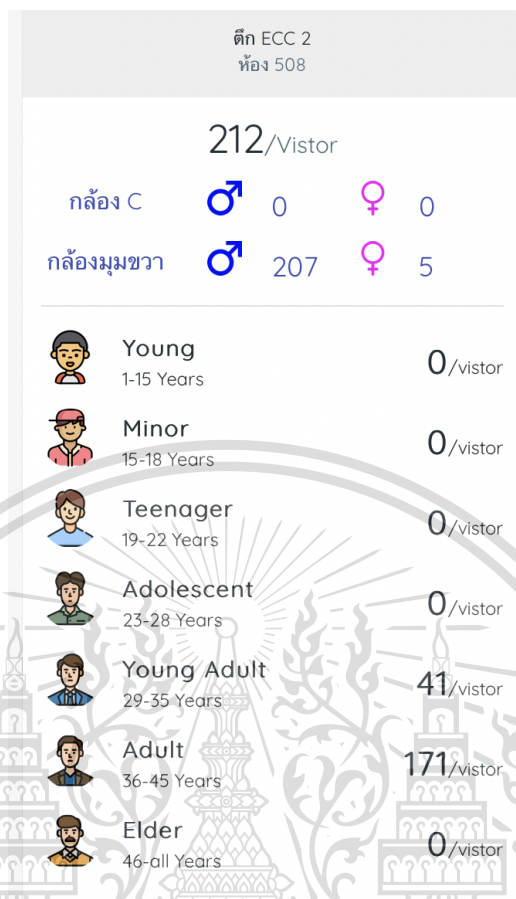 ตึก ECC 2
ห้อง 508
212/Vistor
กล้อง C 0 0
กล้องมุมขวา 207 5
Young
1-15 Years
0/vistor
Minor
15-18 Years
0/vistor
Teenager
19-22 Years
0/vistor
Adolescent
23-28 Years
0/vistor
Young Adult
29-35 Years
41/vistor
Adult
36-45 Years
171/vistor
Elder
46-all Years
0/vistor